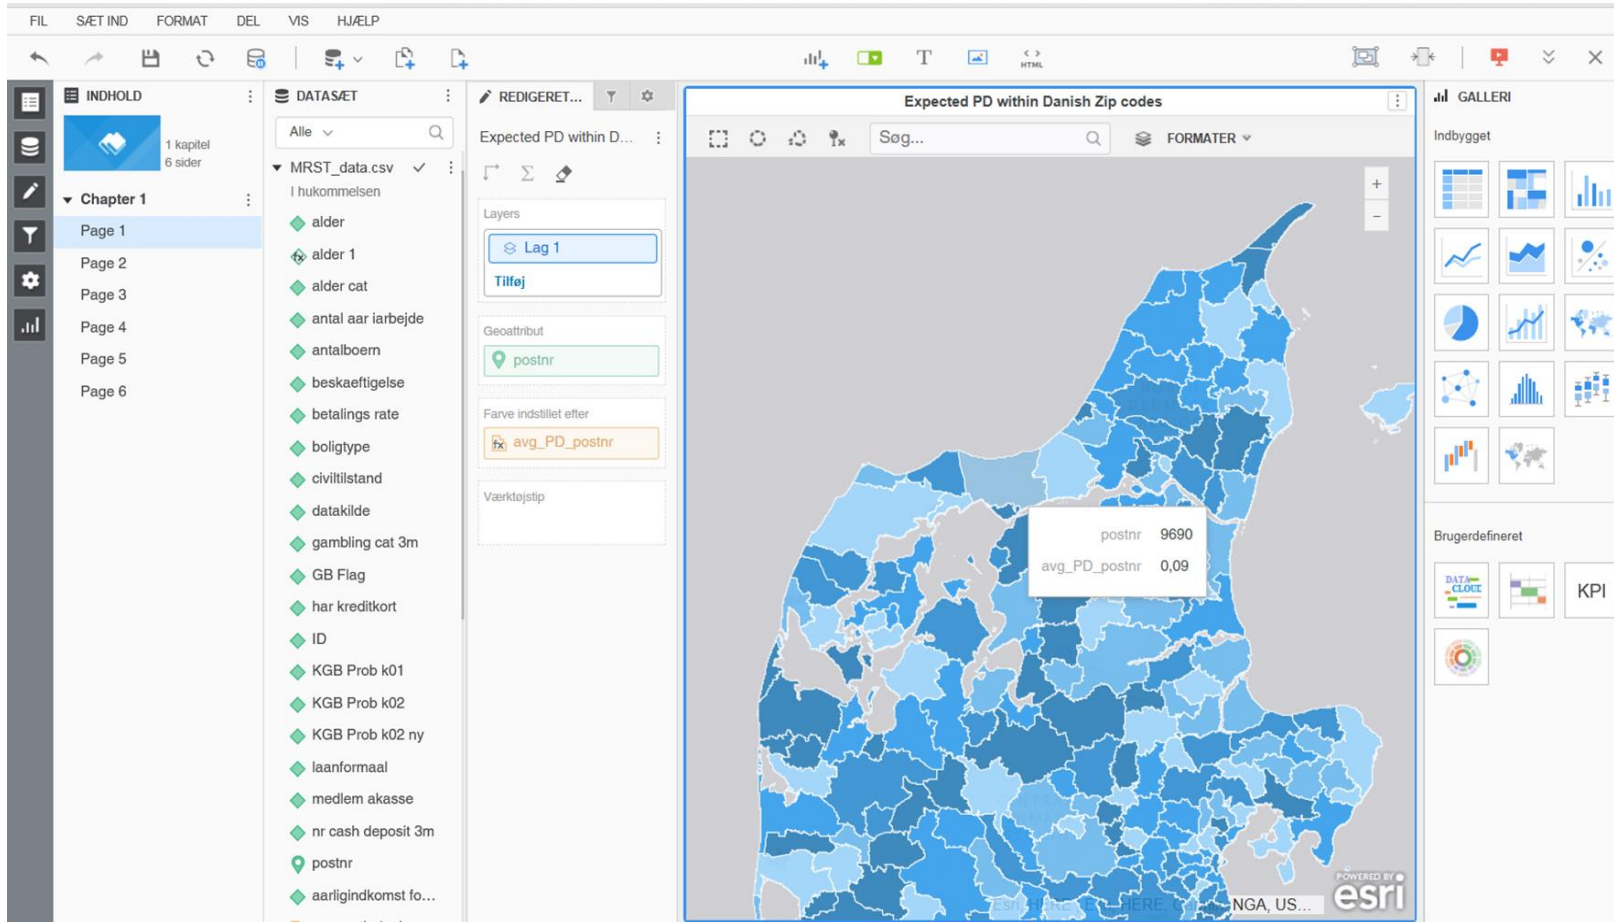 FIL SÆT IND FORMAT DEL VIS HJÆLP
HTML
INDHOLD
1 kapitel
6 sider
Chapter 1
Page 1
Page 2
Page 3
Page 4
Page 5
Page 6
DATASÆT
Alle
MRST_data.csv
I hukommelsen
alder
alder 1
alder cat
antal aar iarbejde
antalboern
beskaeftigelse
betalings rate
boligtype
civiltilstand
datakilde
gambling cat 3m
GB Flag
har kreditkort
ID
KGB Prob k01
KGB Prob k02
KGB Prob k02 ny
laanformaal
medlem akasse
nr cash deposit 3m
postnr
aarligindkomst fo...
REDIGERET...
Expected PD within D...
Layers
Lag 1
Tilføj
Geoattribut
postnr
Farve indstillet efter
fx avg_PD_postnr
Værktøjstip
Expected PD within Danish Zip codes
Søg...
FORMATER
+
−
postnr 9690
avg_PD_postnr 0,09
POWERED BY
esri
NGA, US...
GALLERI
Indbygget
Brugerdefineret
DATA
CLOUD
KPI